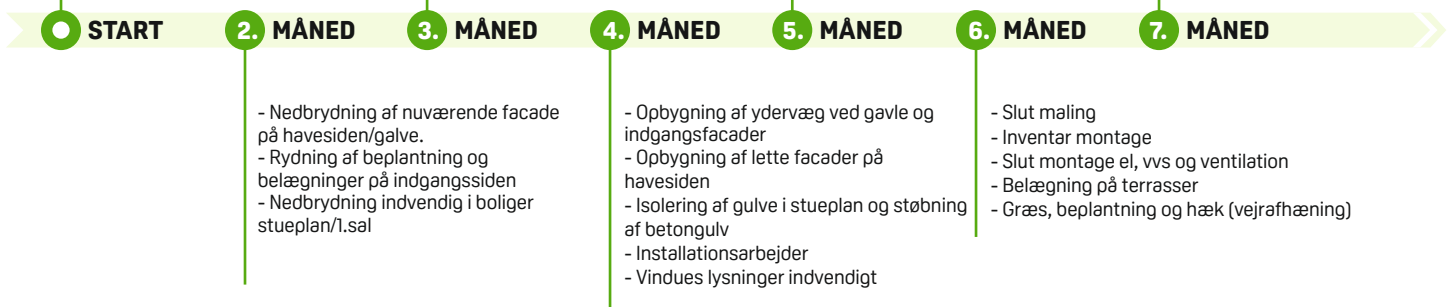 START
2. MÅNED
3. MÅNED
4. MÅNED
5. MÅNED
6. MÅNED
7. MÅNED
- Nedbrydning af nuværende facade
på havesiden/galve.
- Rydning af beplantning og
belægninger på indgangssiden
- Nedbrydning indvendig i boliger
stueplan/1.sal
- Opbygning af ydervæg ved gavle og
indgangsfacader
- Opbygning af lette facader på
havesiden
- Isolering af gulve i stueplan og støbning
af betongulv
- Installationsarbejder
- Vindues lysninger indvendigt
- Slut maling
- Inventar montage
- Slut montage el, vvs og ventilation
- Belægning på terrasser
- Græs, beplantning og hæk (vejrafhæning)